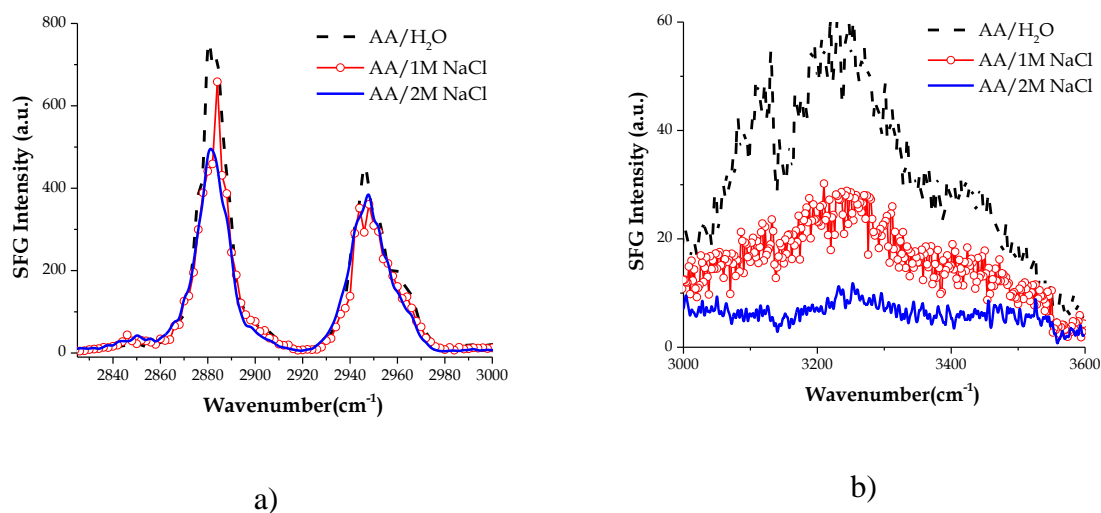 800
600
400
200
0
SFG Intensity (a.u.)
AA/H₂O
AA/1M NaCl
AA/2M NaCl
2840 2860 2880 2900 2920 2940 2960 2980 3000
Wavenumber(cm⁻¹)
a)
60
40
20
0
SFG Intensity (a.u.)
AA/H₂O
AA/1M NaCl
AA/2M NaCl
3000 3200 3400 3600
Wavenumber(cm⁻¹)
b)